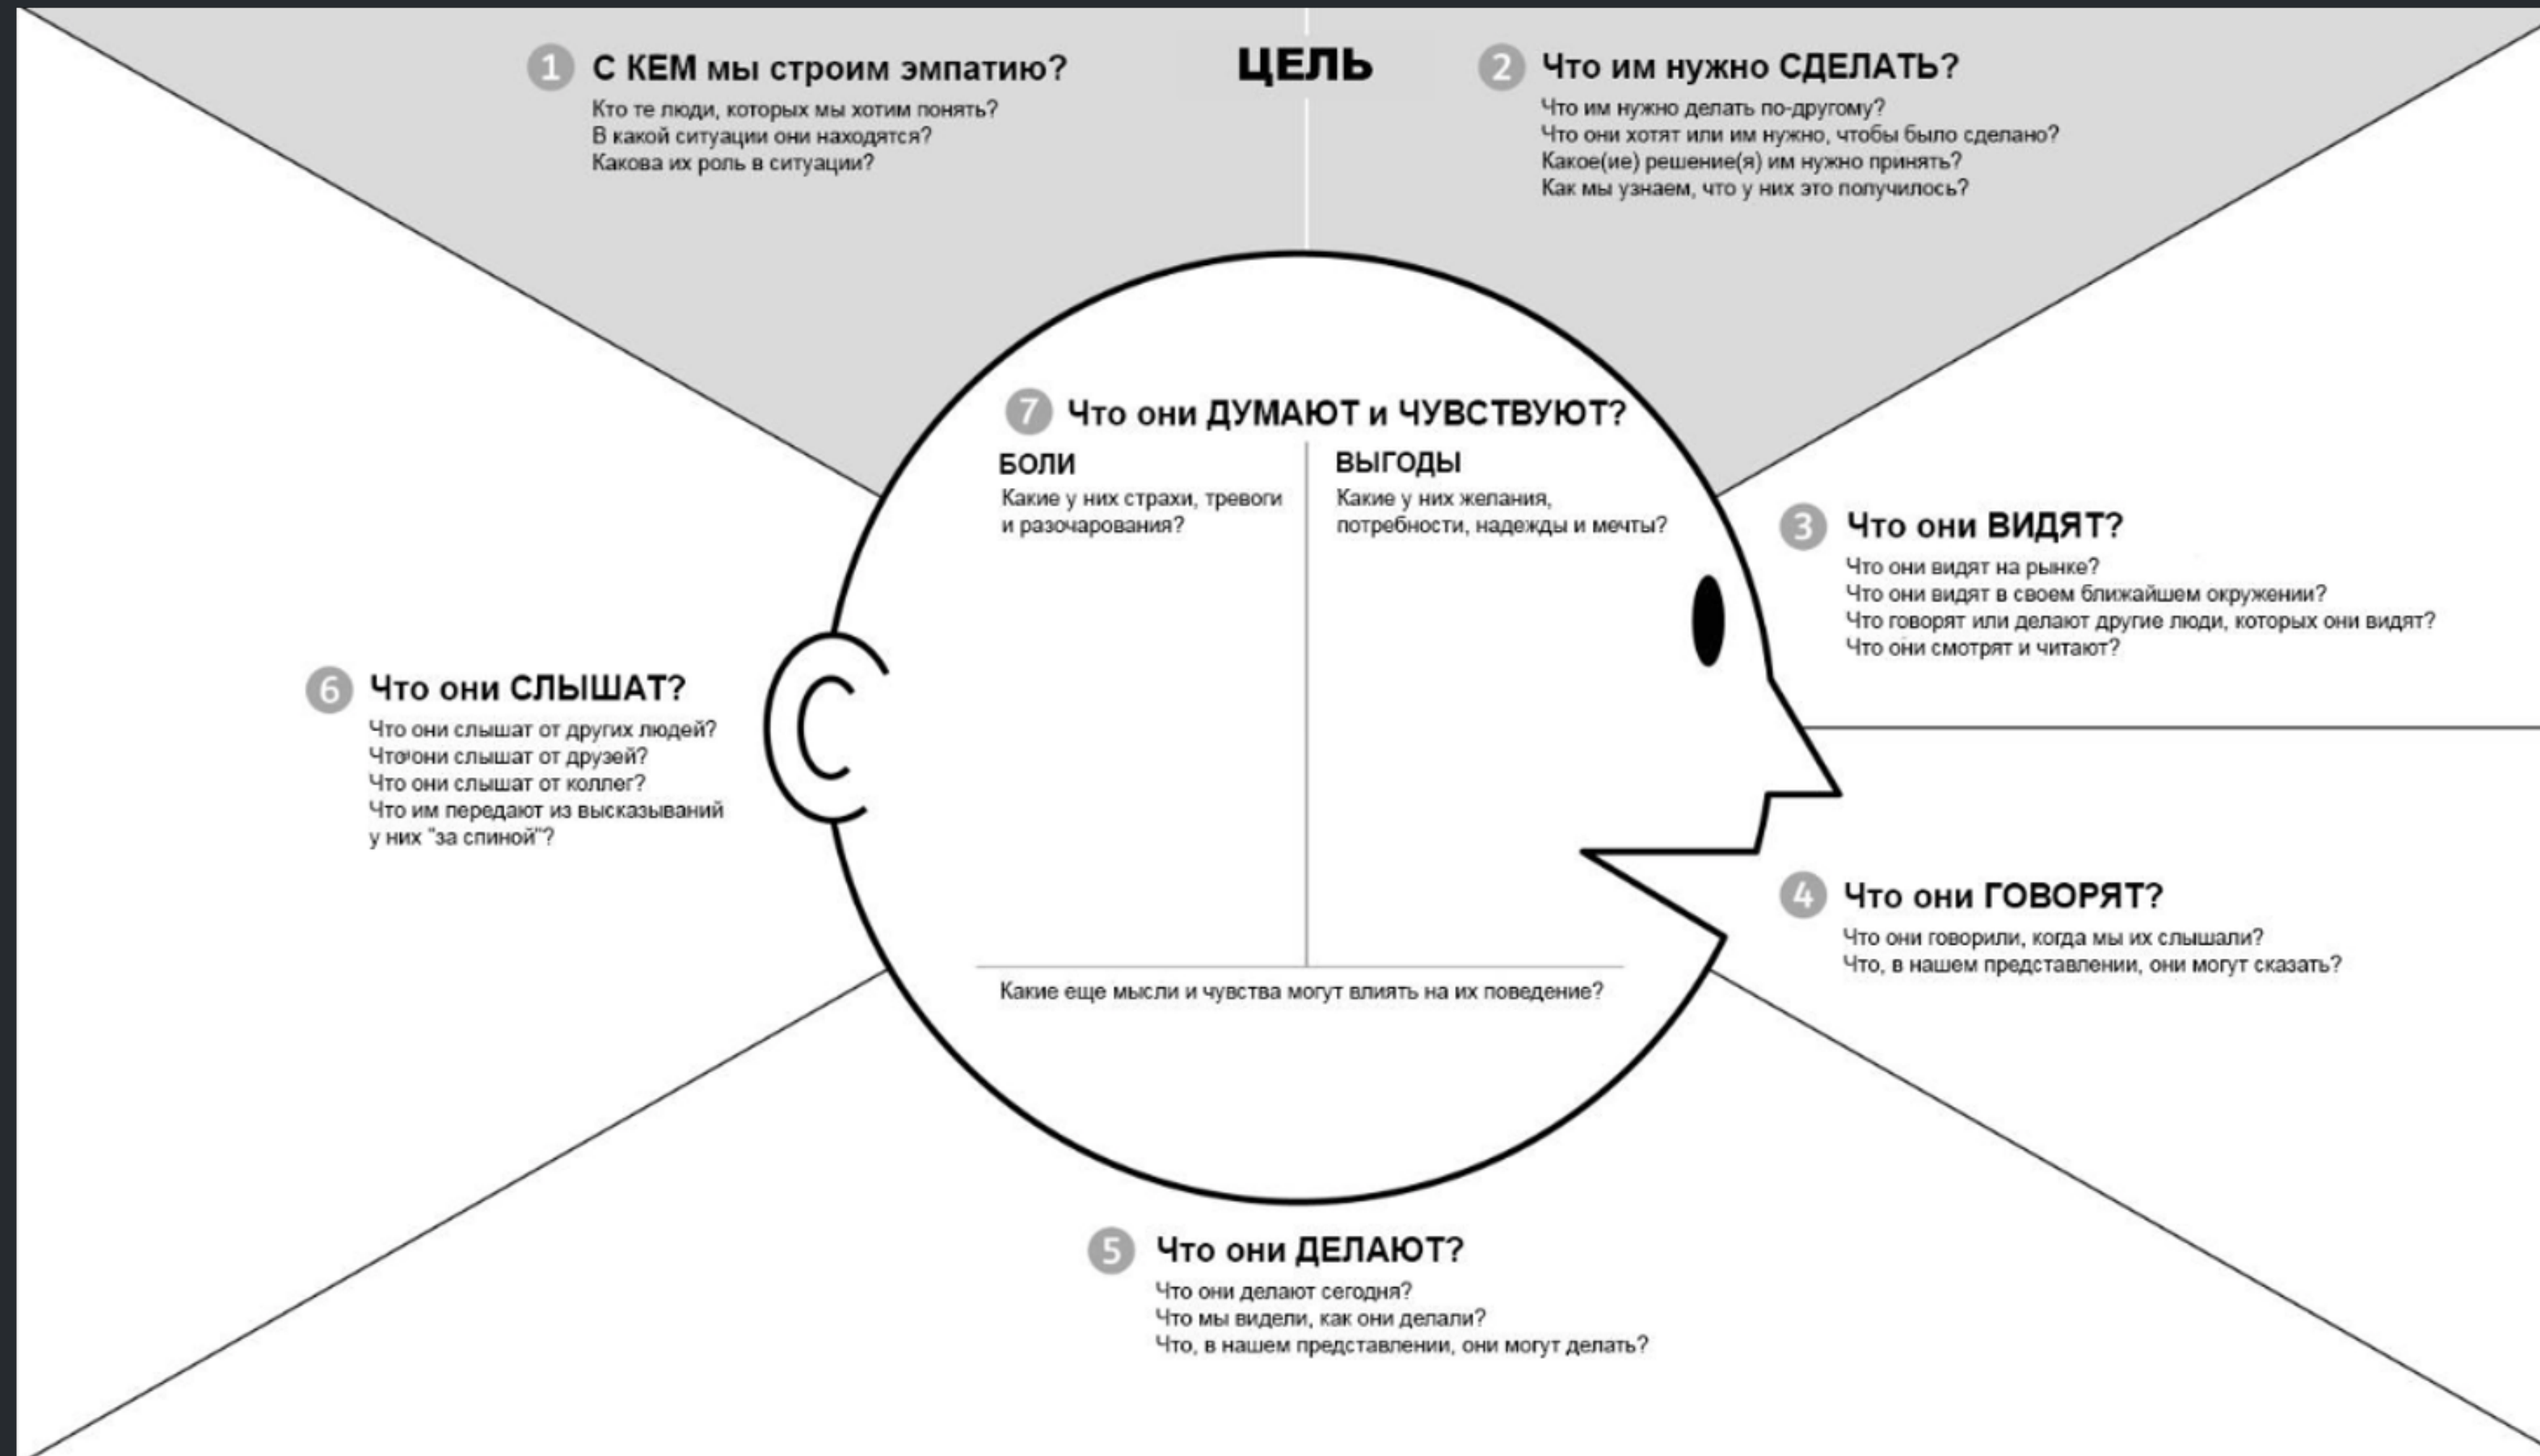 ЦЕЛЬ
1 С КЕМ мы строим эмпатию?
Кто те люди, которых мы хотим понять?
В какой ситуации они находятся?
Какова их роль в ситуации?
2 Что им нужно СДЕЛАТЬ?
Что им нужно делать по-другому?
Что они хотят или им нужно, чтобы было сделано?
Какое(ие) решение(я) им нужно принять?
Как мы узнаем, что у них это получилось?
7 Что они ДУМАЮТ и ЧУВСТВУЮТ?
БОЛИ
Какие у них страхи, тревоги
и разочарования?
ВЫГОДЫ
Какие у них желания,
потребности, надежды и мечты?
Какие еще мысли и чувства могут влиять на их поведение?
3 Что они ВИДЯТ?
Что они видят на рынке?
Что они видят в своем ближайшем окружении?
Что говорят или делают другие люди, которых они видят?
Что они смотрят и читают?
4 Что они ГОВОРЯТ?
Что они говорили, когда мы их слышали?
Что, в нашем представлении, они могут сказать?
5 Что они ДЕЛАЮТ?
Что они делают сегодня?
Что мы видели, как они делали?
Что, в нашем представлении, они могут делать?
6 Что они СЛЫШАТ?
Что они слышат от других людей?
Что они слышат от друзей?
Что они слышат от коллег?
Что им передают из высказываний
у них "за спиной"?